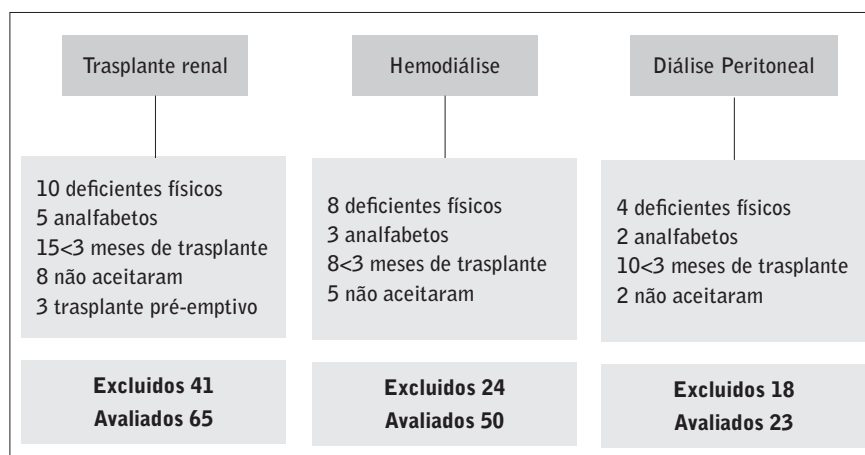 Trasplante renal
10 deficientes físicos
5 analfabetos
15<3 meses de trasplante
8 não aceitaram
3 trasplante pré-emptivo
Excluidos 41
Avaliados 65
Hemodiálise
8 deficientes físicos
3 analfabetos
8<3 meses de trasplante
5 não aceitaram
Excluidos 24
Avaliados 50
Diálise Peritoneal
4 deficientes físicos
2 analfabetos
10<3 meses de trasplante
2 não aceitaram
Excluidos 18
Avaliados 23